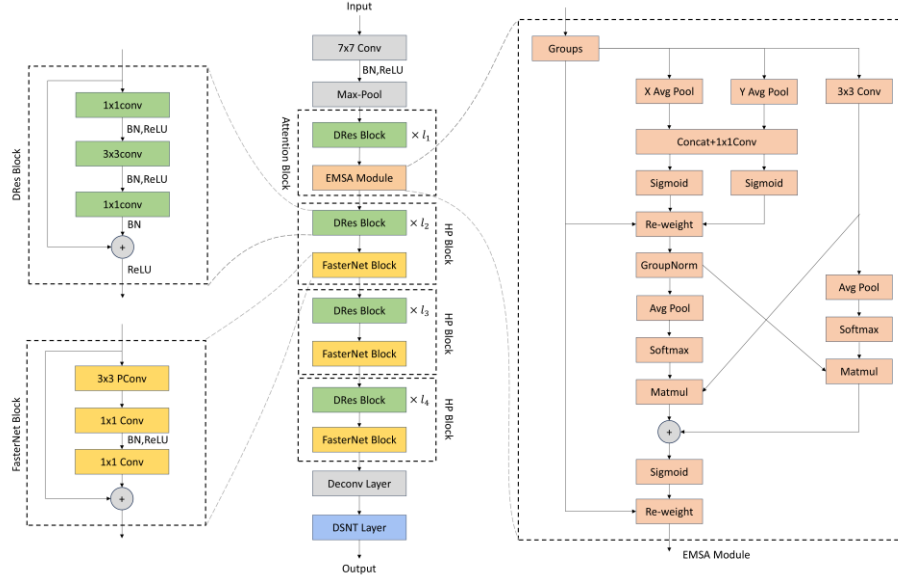 Input
7x7 Conv
BN,ReLU
Max-Pool
Attention Block
DRes Block
× l₁
EMSA Module
DRes Block
× l₂
FasterNet Block
HP Block
DRes Block
× l₃
FasterNet Block
HP Block
DRes Block
× l₄
FasterNet Block
HP Block
Deconv Layer
DSNT Layer
Output
DRes Block
1x1conv
BN,ReLU
3x3conv
BN,ReLU
1x1conv
BN
+
ReLU
FasterNet Block
3x3 PConv
1x1 Conv
BN,ReLU
1x1 Conv
+
Groups
X Avg Pool
Y Avg Pool
3x3 Conv
Concat+1x1Conv
Sigmoid
Sigmoid
Re-weight
GroupNorm
Avg Pool
Avg Pool
Softmax
Softmax
Matmul
Matmul
+
Sigmoid
Re-weight
EMSA Module